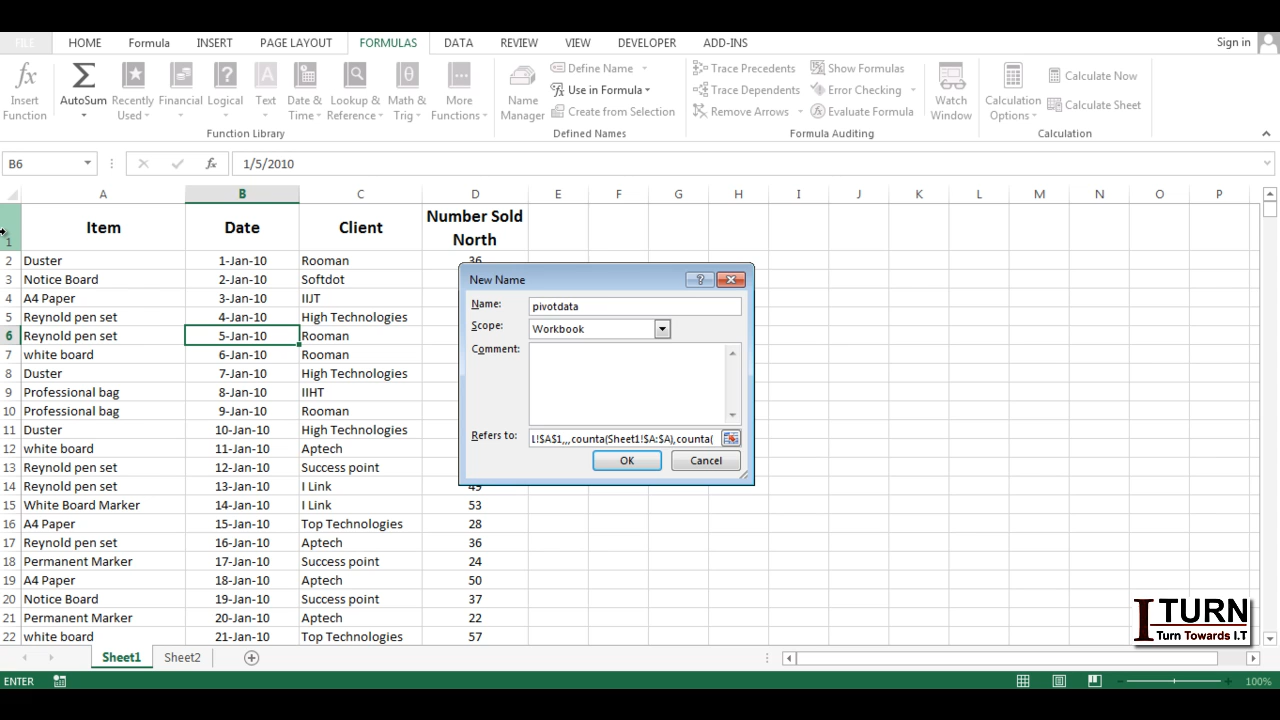 FILE HOME Formula INSERT PAGE LAYOUT FORMULAS DATA REVIEW VIEW DEVELOPER ADD-INS Sign in
fx Insert Function
Σ AutoSum
Recently Used
Financial
Logical
A Text
Date & Time
Lookup & Reference
θ Math & Trig
More Functions
Function Library
Name Manager
Define Name
Use in Formula
Create from Selection
Defined Names
Trace Precedents
Trace Dependents
Remove Arrows
Show Formulas
Error Checking
Evaluate Formula
Formula Auditing
Watch Window
Calculation Options
Calculate Now
Calculate Sheet
Calculation
B6 fx 1/5/2010
A B C D E F G H I J K L M N O P
1 Item Date Client Number Sold North
2 Duster 1-Jan-10 Rooman 36
3 Notice Board 2-Jan-10 Softdot
4 A4 Paper 3-Jan-10 IIJT
5 Reynold pen set 4-Jan-10 High Technologies
6 Reynold pen set 5-Jan-10 Rooman
7 white board 6-Jan-10 Rooman
8 Duster 7-Jan-10 High Technologies
9 Professional bag 8-Jan-10 IIHT
10 Professional bag 9-Jan-10 Rooman
11 Duster 10-Jan-10 High Technologies
12 white board 11-Jan-10 Aptech
13 Reynold pen set 12-Jan-10 Success point
14 Reynold pen set 13-Jan-10 I Link 49
15 White Board Marker 14-Jan-10 I Link 53
16 A4 Paper 15-Jan-10 Top Technologies 28
17 Reynold pen set 16-Jan-10 Aptech 36
18 Permanent Marker 17-Jan-10 Success point 24
19 A4 Paper 18-Jan-10 Aptech 50
20 Notice Board 19-Jan-10 Success point 37
21 Permanent Marker 20-Jan-10 Aptech 22
22 white board 21-Jan-10 Top Technologies 57
New Name ?
Name: pivotdata
Scope: Workbook
Comment:
Refers to: !$A$1,,,counta(Sheet1!$A:$A),counta(
OK Cancel
I TURN
Turn Towards I.T
Sheet1 Sheet2
ENTER 100%